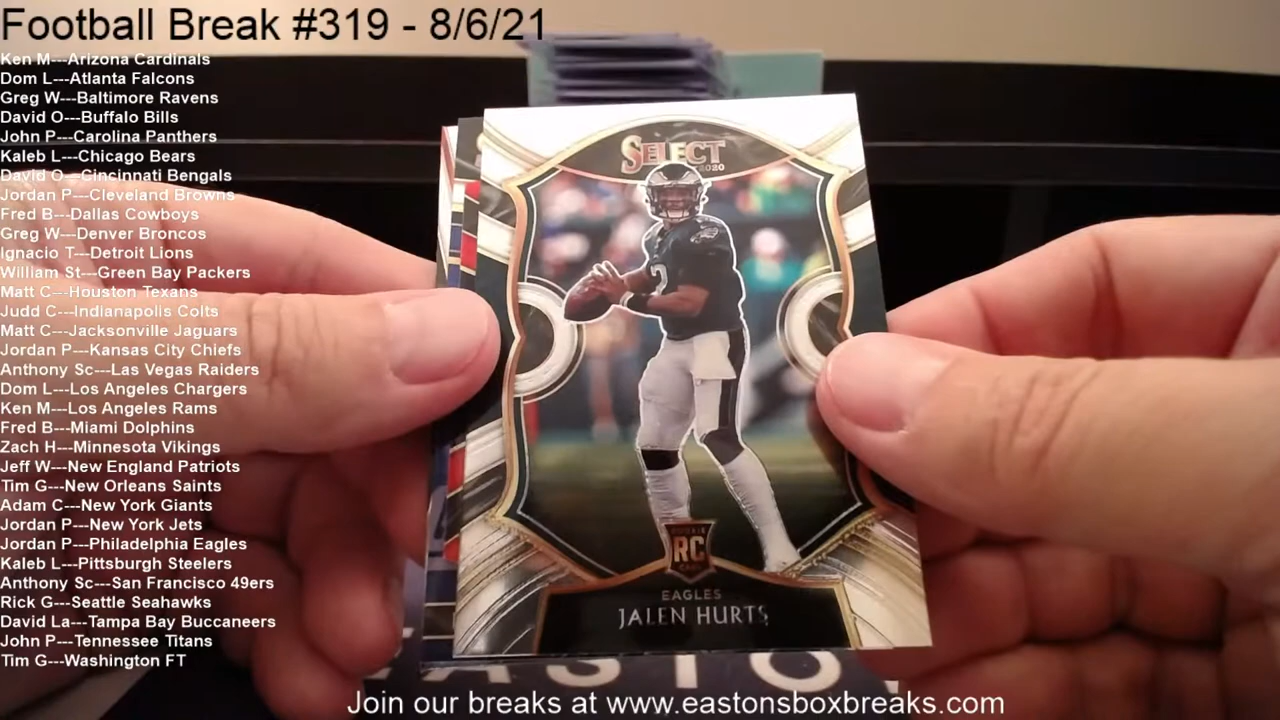 Football Break #319 - 8/6/21
Ken M---Arizona Cardinals
Dom L---Atlanta Falcons
Greg W---Baltimore Ravens
David O---Buffalo Bills
John P---Carolina Panthers
Kaleb L---Chicago Bears
David O---Cincinnati Bengals
Jordan P---Cleveland Browns
Fred B---Dallas Cowboys
Greg W---Denver Broncos
Ignacio T---Detroit Lions
William St---Green Bay Packers
Matt C---Houston Texans
Judd C---Indianapolis Colts
Matt C---Jacksonville Jaguars
Jordan P---Kansas City Chiefs
Anthony Sc---Las Vegas Raiders
Dom L---Los Angeles Chargers
Ken M---Los Angeles Rams
Fred B---Miami Dolphins
Zach H---Minnesota Vikings
Jeff W---New England Patriots
Tim G---New Orleans Saints
Adam C---New York Giants
Jordan P---New York Jets
Jordan P---Philadelphia Eagles
Kaleb L---Pittsburgh Steelers
Anthony Sc---San Francisco 49ers
Rick G---Seattle Seahawks
David La---Tampa Bay Buccaneers
John P---Tennessee Titans
Tim G---Washington FT
SELECT
2020
2
ROOKIE
RC
CARD
EAGLES
JALEN HURTS
Join our breaks at www.eastonsboxbreaks.com